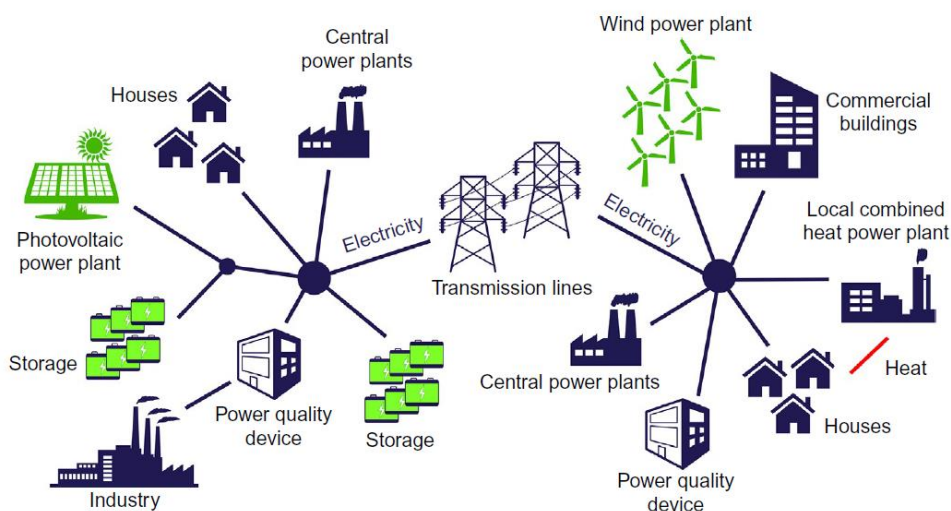 Central
power plants
Houses
Wind power plant
Commercial
buildings
Photovoltaic
power plant
Electricity
Transmission lines
Electricity
Local combined
heat power plant
Storage
Power quality
device
Storage
Industry
Central power plants
Heat
Houses
Power quality
device